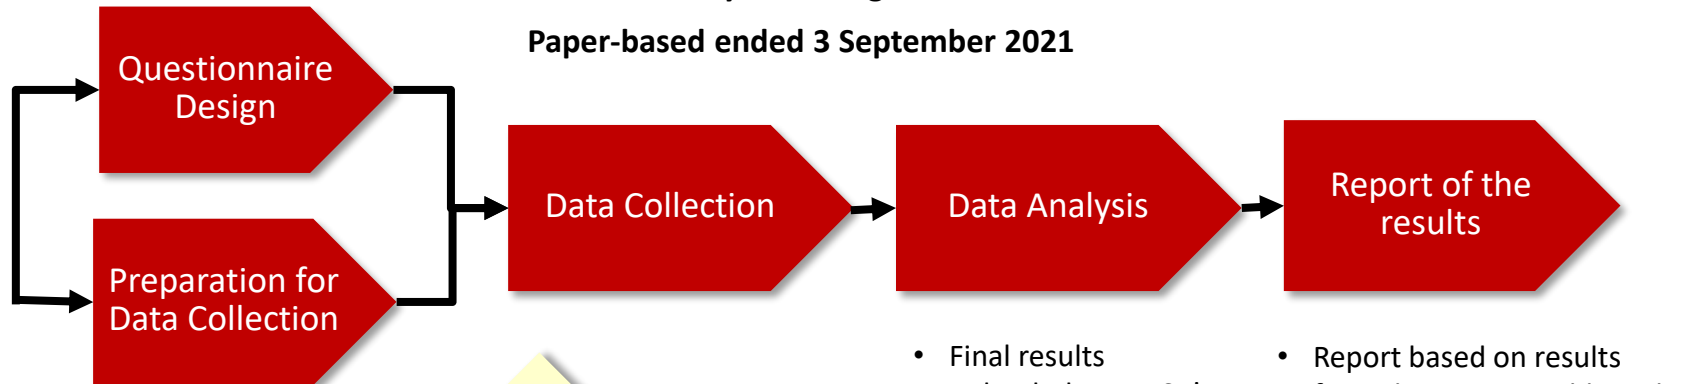 Paper-based ended 3 September 2021
Questionnaire
Design
Preparation for
Data Collection
Data Collection
Data Analysis
Report of the
results
• Final results
• Report based on results